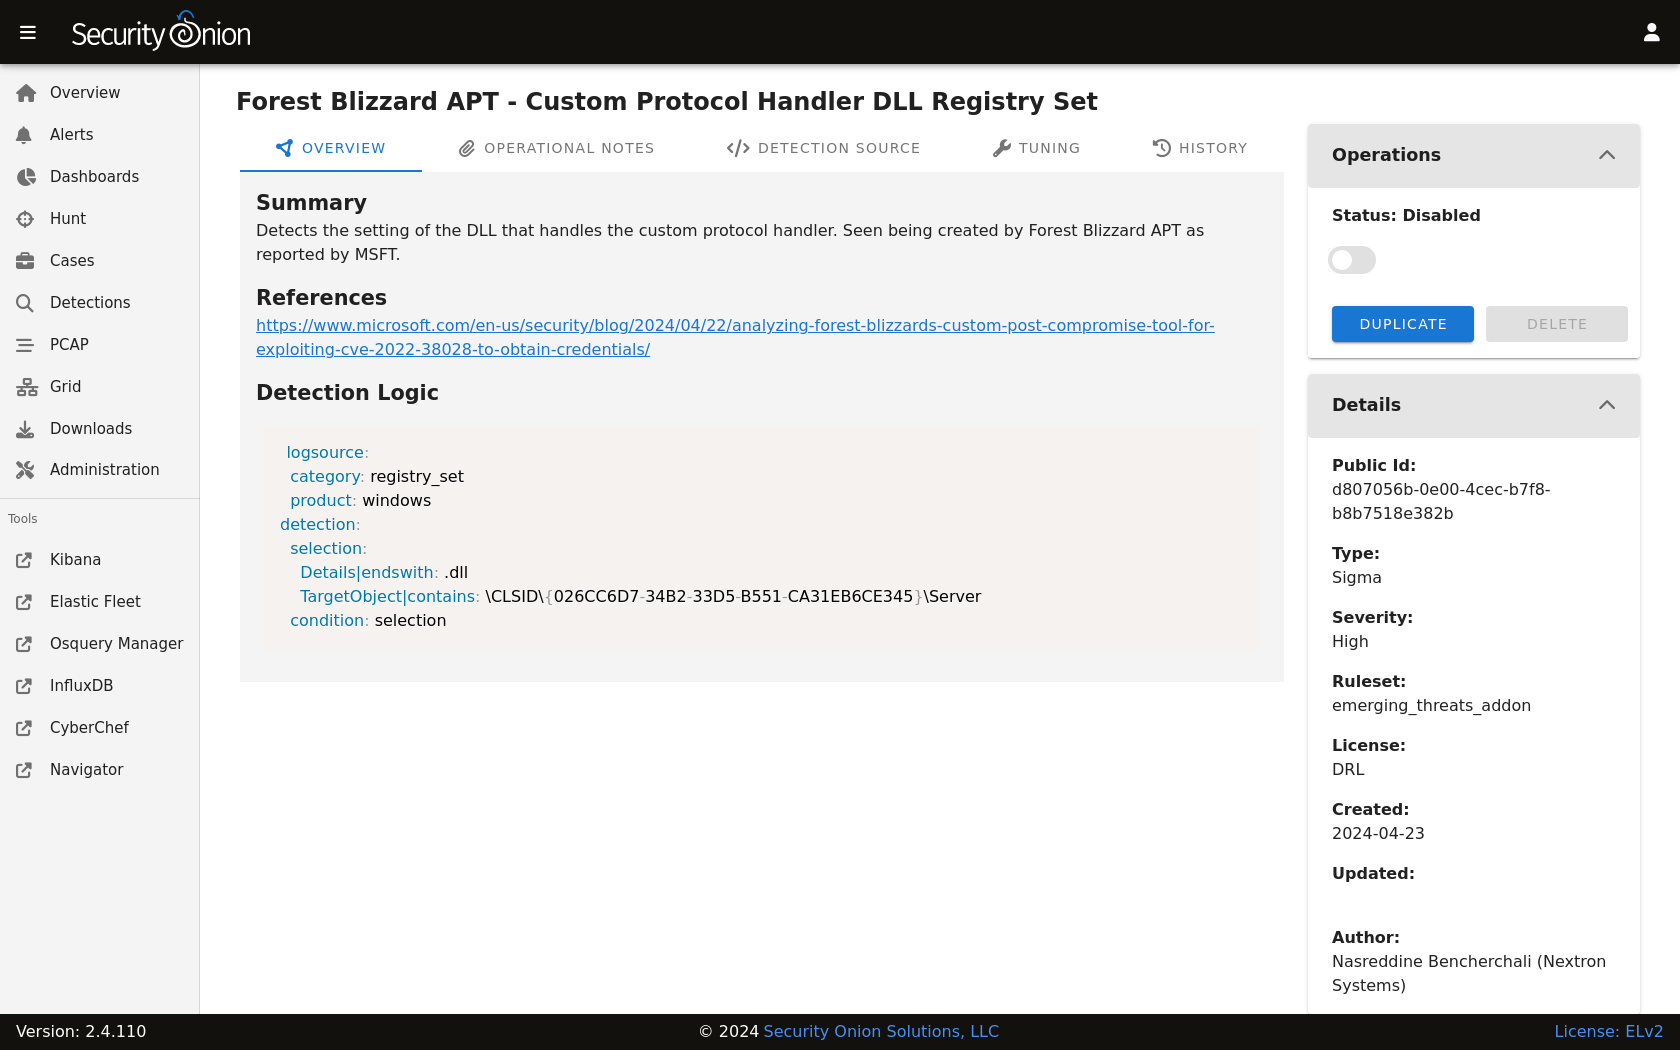 Security Onion
Overview
Alerts
Dashboards
Hunt
Cases
Detections
PCAP
Grid
Downloads
Administration
Tools
Kibana
Elastic Fleet
Osquery Manager
InfluxDB
CyberChef
Navigator
Forest Blizzard APT - Custom Protocol Handler DLL Registry Set
OVERVIEW
OPERATIONAL NOTES
DETECTION SOURCE
TUNING
HISTORY
Summary
Detects the setting of the DLL that handles the custom protocol handler. Seen being created by Forest Blizzard APT as
reported by MSFT.
References
https://www.microsoft.com/en-us/security/blog/2024/04/22/analyzing-forest-blizzards-custom-post-compromise-tool-for-
exploiting-cve-2022-38028-to-obtain-credentials/
Detection Logic
logsource:
category: registry_set
product: windows
detection:
selection:
Details|endswith: .dll
TargetObject|contains: \CLSID\{026CC6D7-34B2-33D5-B551-CA31EB6CE345}\Server
condition: selection
Operations
Status: Disabled
DUPLICATE
DELETE
Details
Public Id:
d807056b-0e00-4cec-b7f8-
b8b7518e382b
Type:
Sigma
Severity:
High
Ruleset:
emerging_threats_addon
License:
DRL
Created:
2024-04-23
Updated:
Author:
Nasreddine Bencherchali (Nextron
Systems)
Version: 2.4.110
© 2024 Security Onion Solutions, LLC
License: ELv2